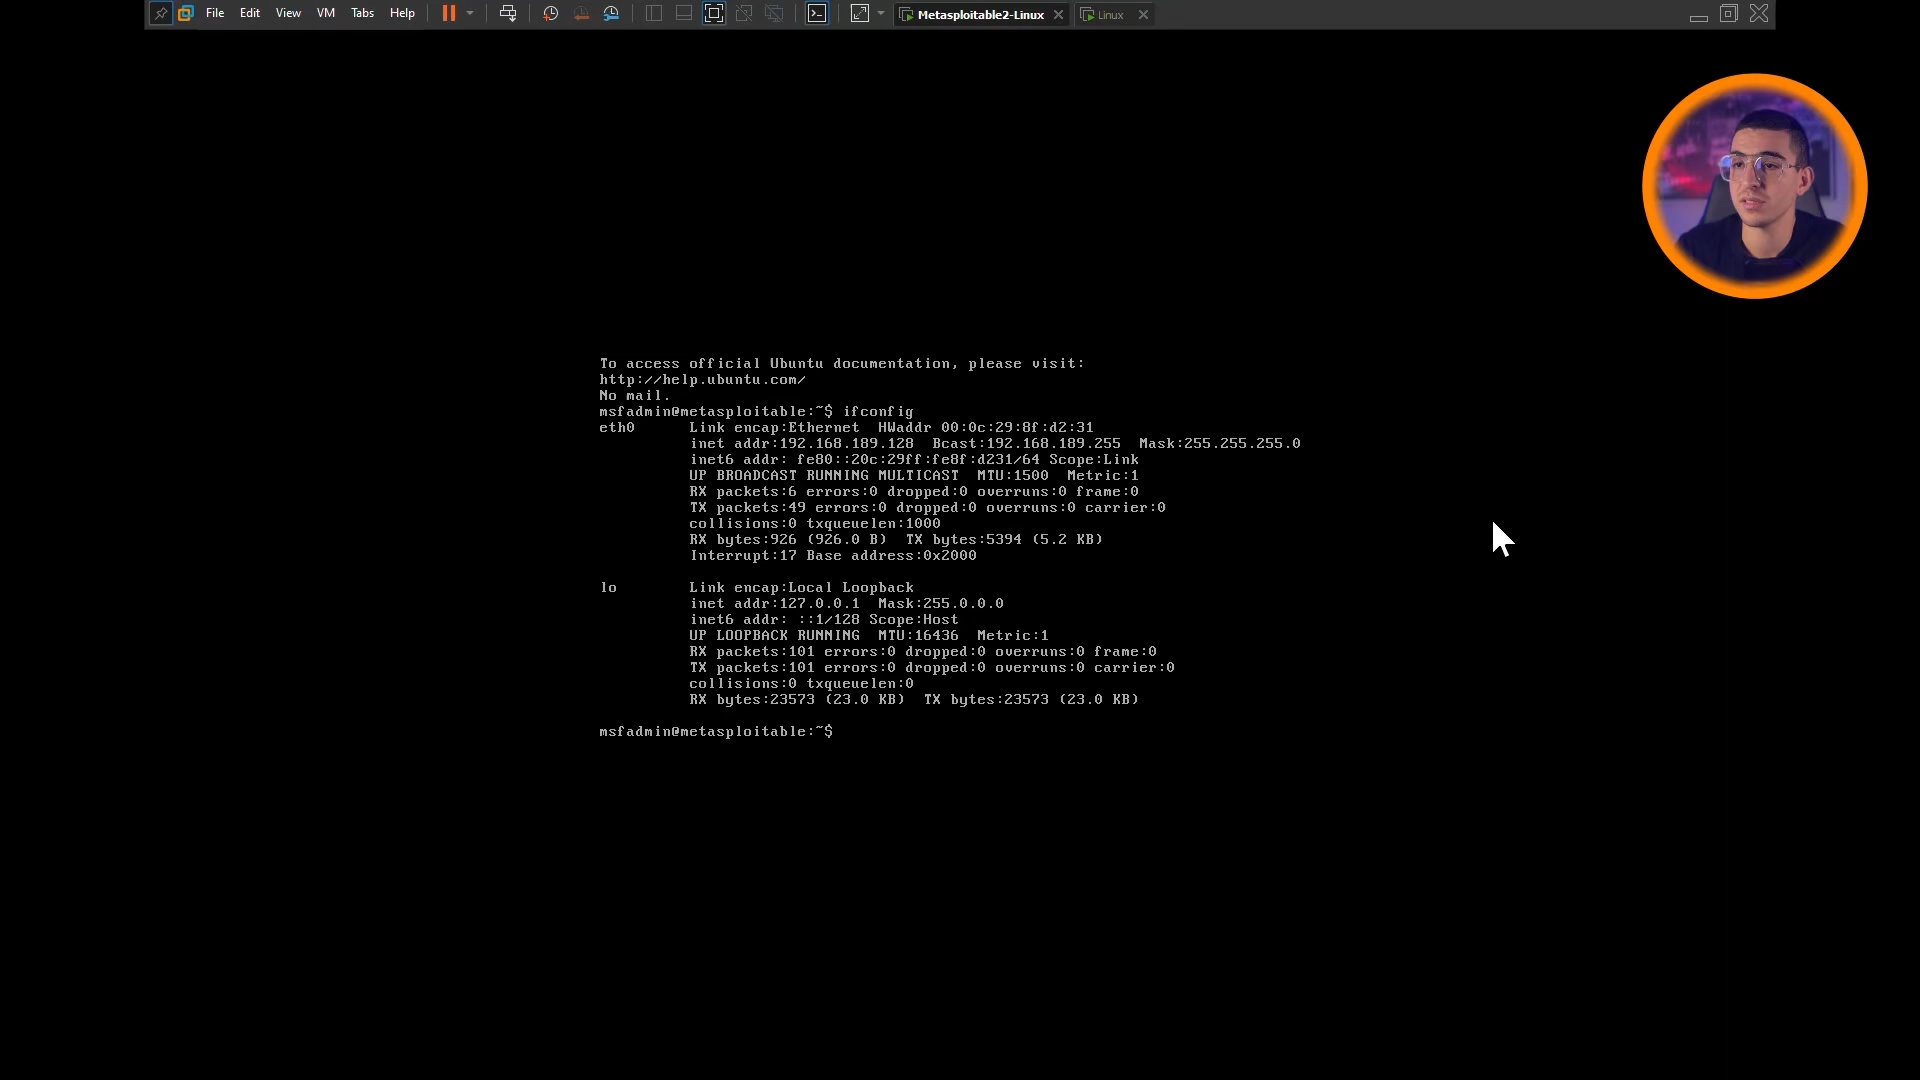 File Edit View VM Tabs Help Metasploitable2-Linux Linux
To access official Ubuntu documentation, please visit:
http://help.ubuntu.com/
No mail.
msfadmin@metasploitable:~$ ifconfig
eth0 Link encap:Ethernet HWaddr 00:0c:29:8f:d2:31
inet addr:192.168.189.128 Bcast:192.168.189.255 Mask:255.255.255.0
inet6 addr: fe80::20c:29ff:fe8f:d231/64 Scope:Link
UP BROADCAST RUNNING MULTICAST MTU:1500 Metric:1
RX packets:6 errors:0 dropped:0 overruns:0 frame:0
TX packets:49 errors:0 dropped:0 overruns:0 carrier:0
collisions:0 txqueuelen:1000
RX bytes:926 (926.0 B) TX bytes:5394 (5.2 KB)
Interrupt:17 Base address:0x2000
lo Link encap:Local Loopback
inet addr:127.0.0.1 Mask:255.0.0.0
inet6 addr: ::1/128 Scope:Host
UP LOOPBACK RUNNING MTU:16436 Metric:1
RX packets:101 errors:0 dropped:0 overruns:0 frame:0
TX packets:101 errors:0 dropped:0 overruns:0 carrier:0
collisions:0 txqueuelen:0
RX bytes:23573 (23.0 KB) TX bytes:23573 (23.0 KB)
msfadmin@metasploitable:~$